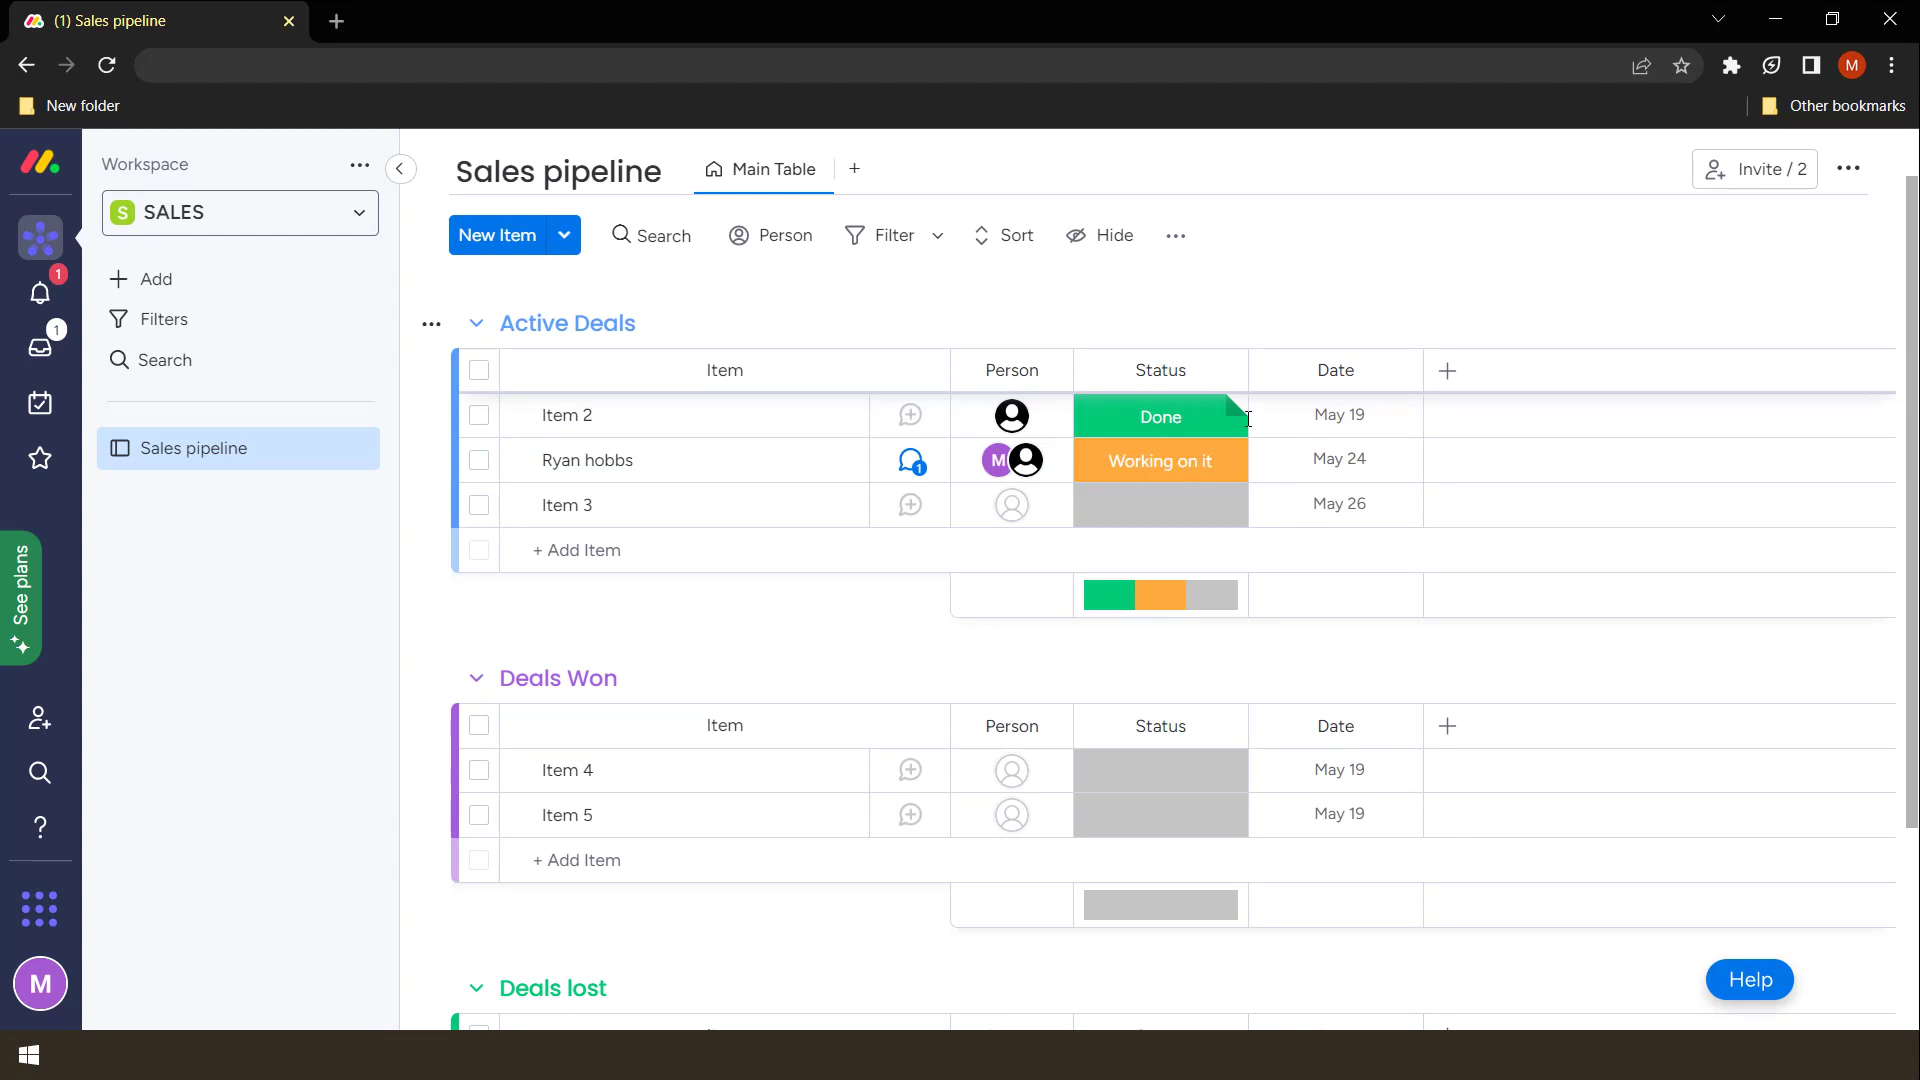 (1) Sales pipeline
M
New folder
Other bookmarks
Workspace
S SALES
Sales pipeline
Main Table
Invite / 2
New Item
Search
Person
Filter
Sort
Hide
1
Add
Filters
1
Search
Sales pipeline
See plans
M
Active Deals
Item
Person
Status
Date
Item 2
Done
May 19
Ryan hobbs
1
M
Working on it
May 24
Item 3
May 26
+ Add Item
Deals Won
Item
Person
Status
Date
Item 4
May 19
Item 5
May 19
+ Add Item
Deals lost
Help